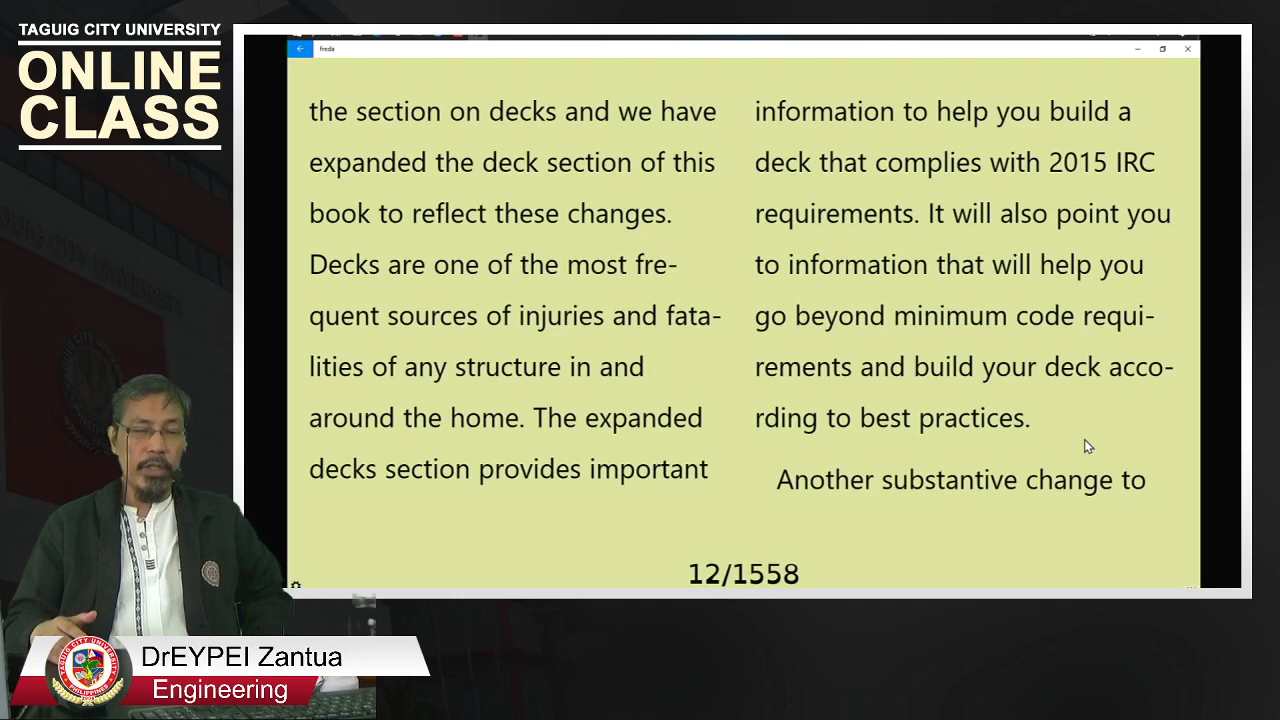 TAGUIG CITY UNIVERSITY
ONLINE
CLASS
freda
the section on decks and we have
expanded the deck section of this
book to reflect these changes.
Decks are one of the most fre-
quent sources of injuries and fata-
lities of any structure in and
around the home. The expanded
decks section provides important
information to help you build a
deck that complies with 2015 IRC
requirements. It will also point you
to information that will help you
go beyond minimum code requi-
rements and build your deck acco-
rding to best practices.
Another substantive change to
12/1558
DrEYPEI Zantua
Engineering